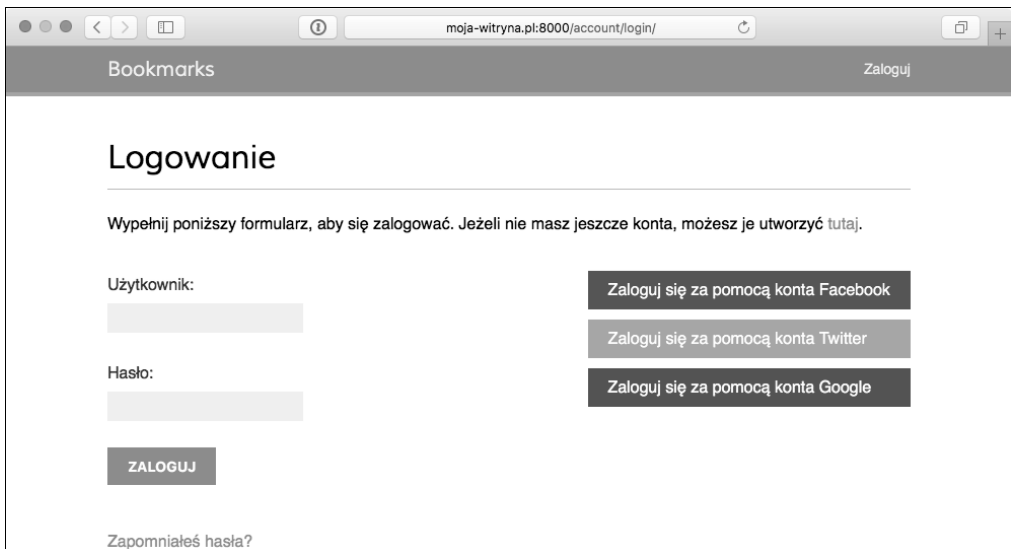 moja-witryna.pl:8000/account/login/
Bookmarks
Zaloguj
Logowanie
Wypełnij poniższy formularz, aby się zalogować. Jeżeli nie masz jeszcze konta, możesz je utworzyć tutaj.
Użytkownik:
Hasło:
ZALOGUJ
Zapomniałeś hasła?
Zaloguj się za pomocą konta Facebook
Zaloguj się za pomocą konta Twitter
Zaloguj się za pomocą konta Google